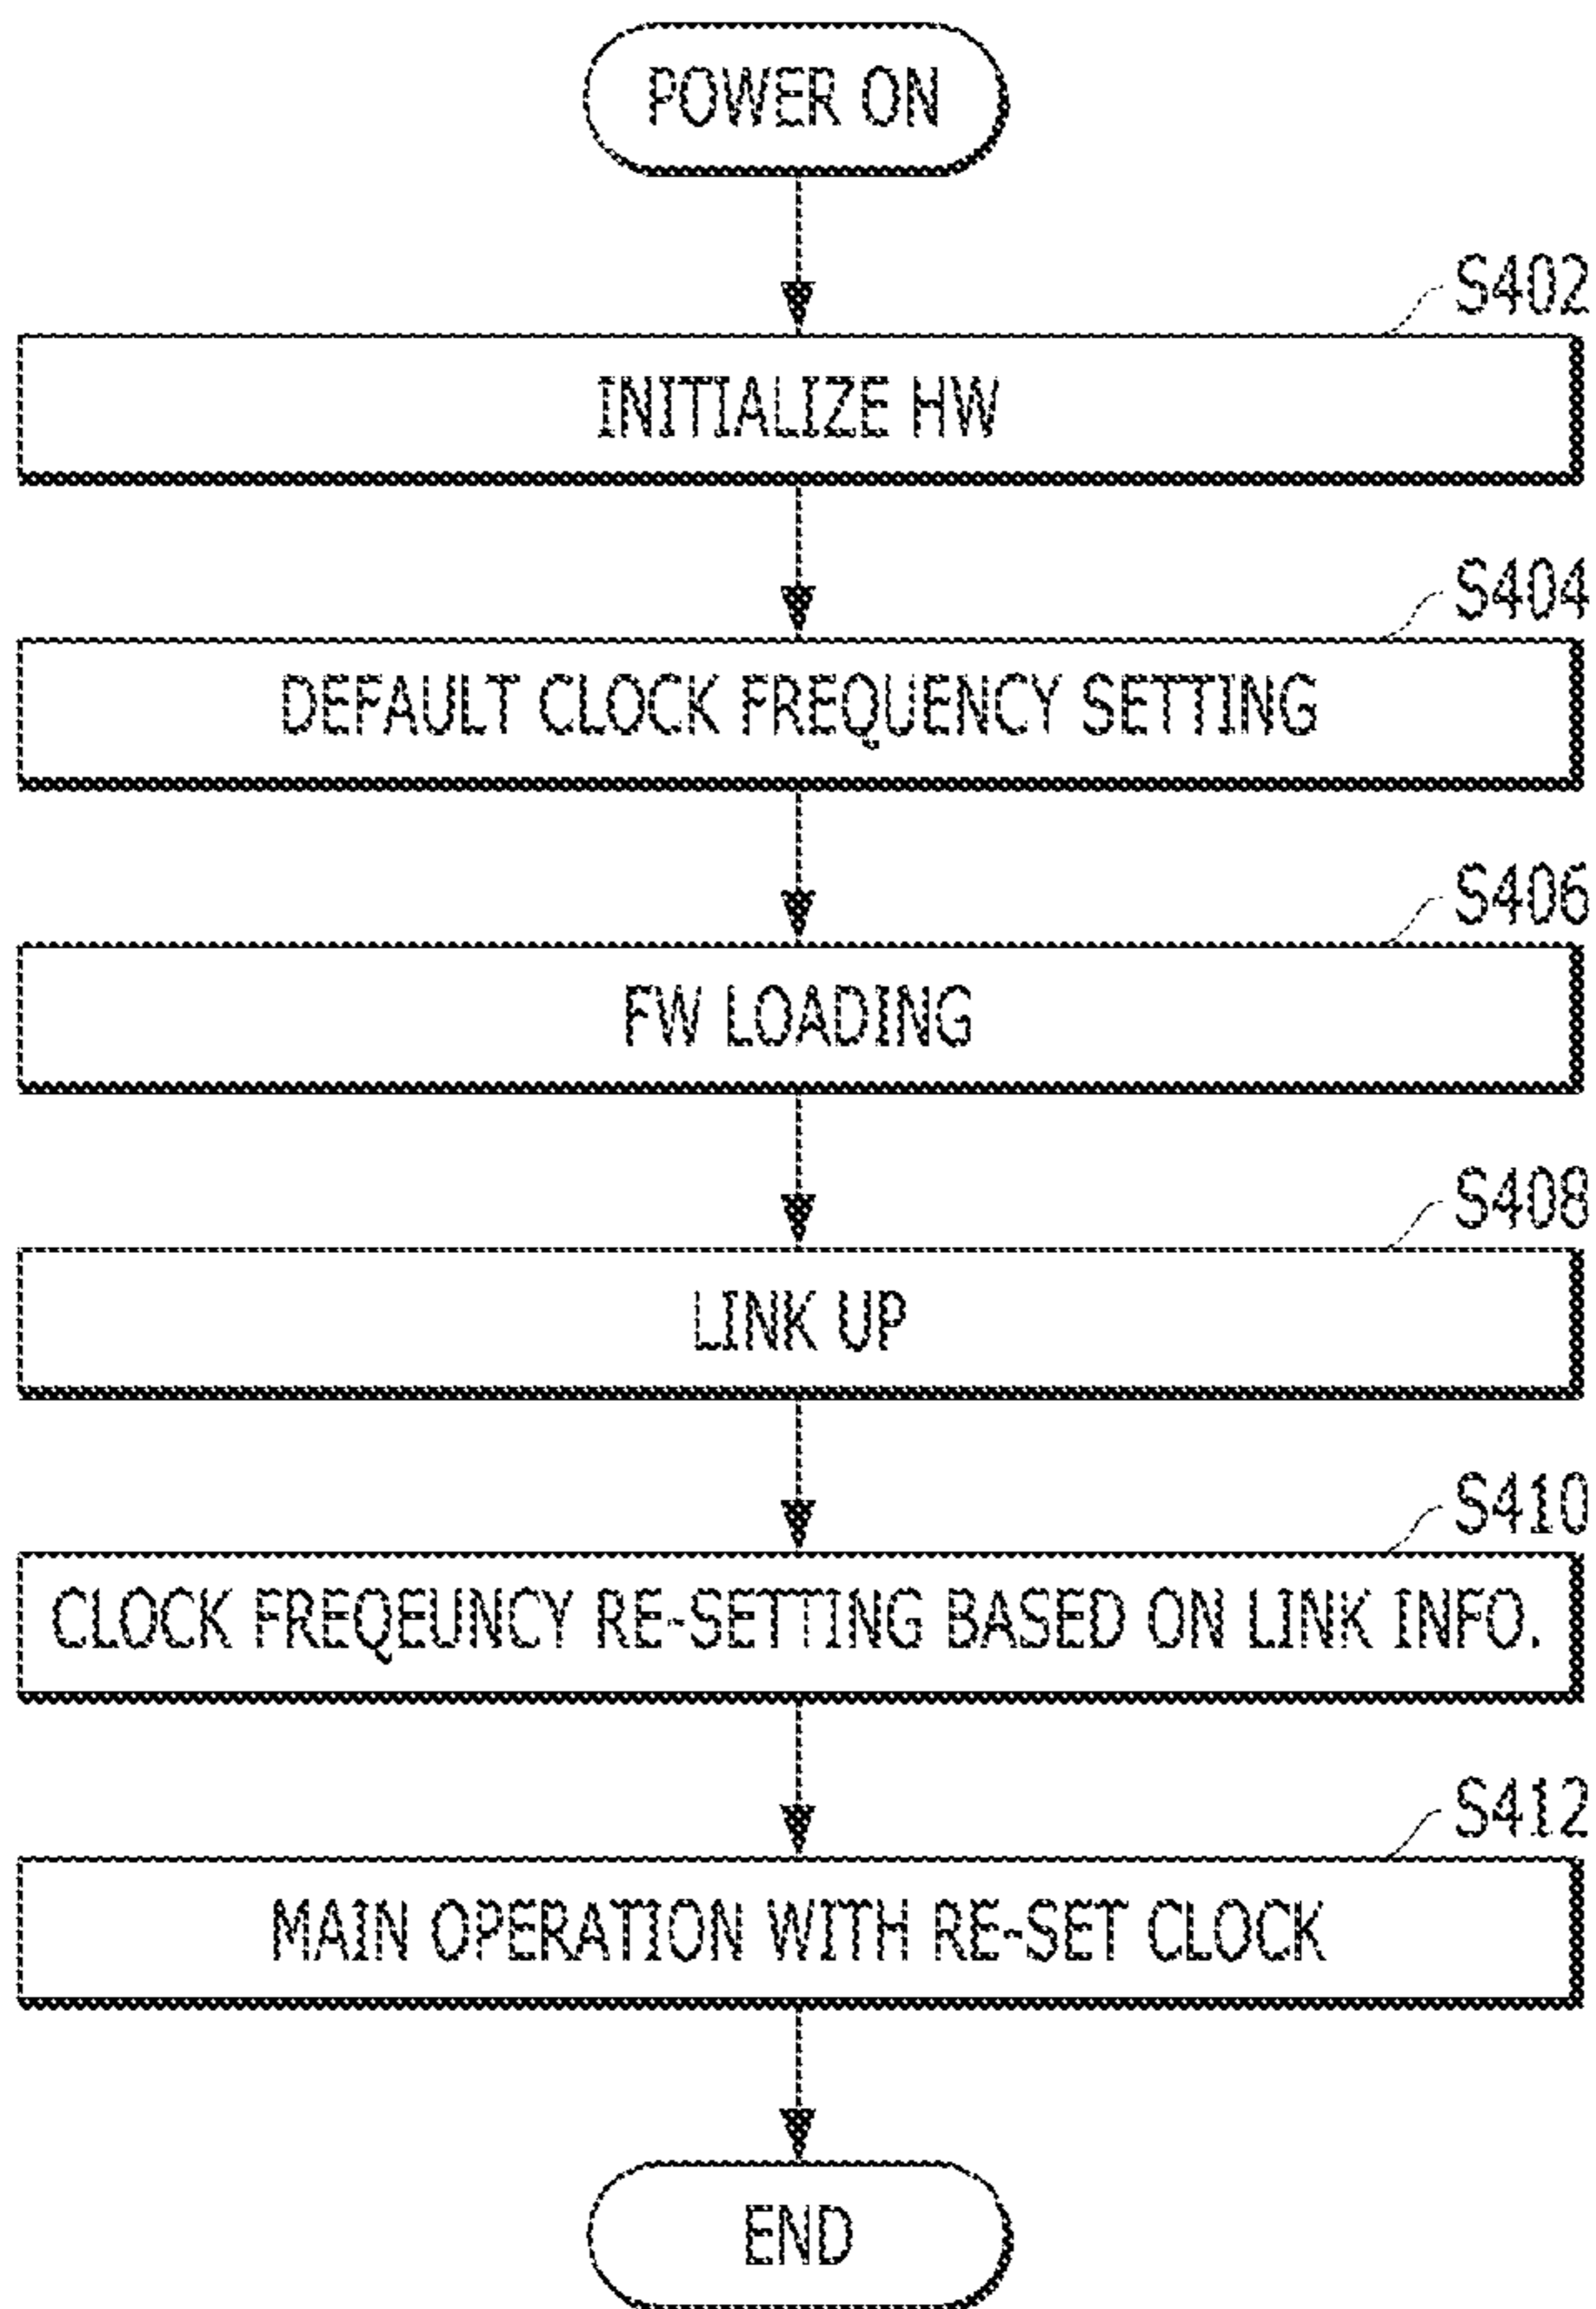 POWER ON
S402
INITIALIZE HW
S404
DEFAULT CLOCK FREQUENCY SETTING
S406
FW LOADING
S408
LINK UP
S410
CLOCK FREQEUNCY RE-SETTING BASED ON LINK INFO.
S412
MAIN OPERATION WITH RE-SET CLOCK
END